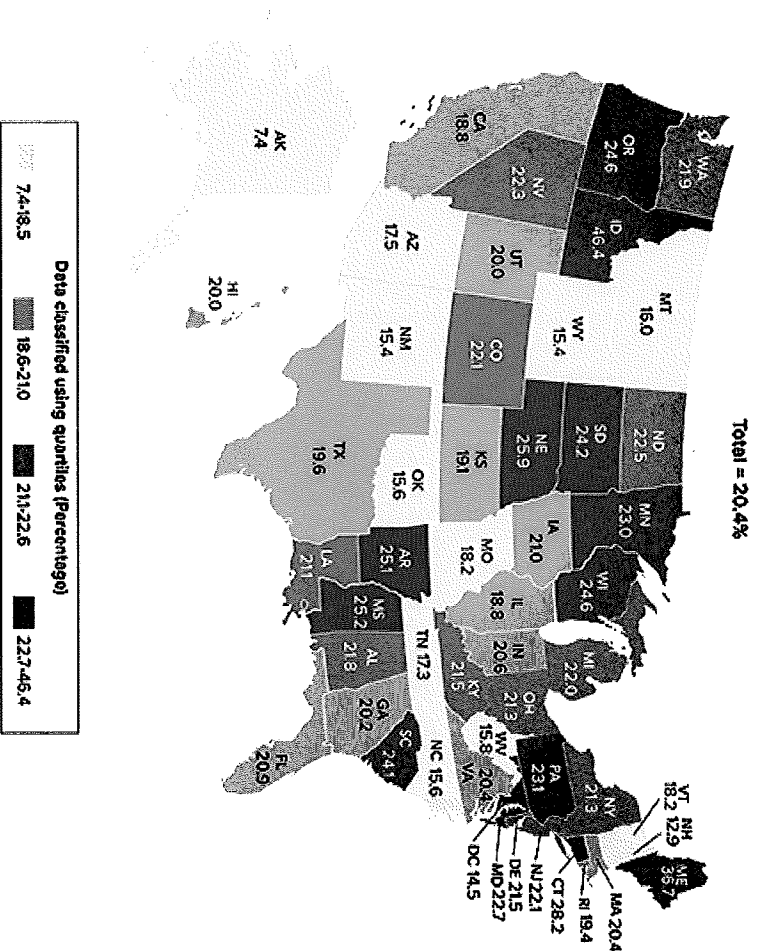 Total = 20.4%
WA
21.9
OR
24.6
ID
46.4
MT
16.0
ND
22.5
MN
23.0
WI
24.6
MI
22.0
NY
21.3
VT
18.2
NH
12.9
ME
MA 20.4
RI 19.4
CT 28.2
NJ 22.1
DE 21.5
MD 22.7
DC 14.5
SD
24.2
WY
15.4
NV
22.3
UT
20.0
CO
22.1
NE
25.9
IA
21.0
IL
18.8
IN
20.6
OH
21.3
PA
23.1
WV
15.8
VA
20.4
CA
18.8
KS
19.1
MO
18.2
KY
21.5
AZ
17.5
NM
15.4
OK
15.6
AR
25.1
TN 17.3
NC 15.6
SC
TX
19.6
LA
21.1
MS
25.2
AL
21.8
GA
20.2
FL
20.9
AK
7.4
HI
20.0
Data classified using quartiles (Percentage)
7.4-18.5 18.6-21.0 21.1-22.6 22.7-46.4